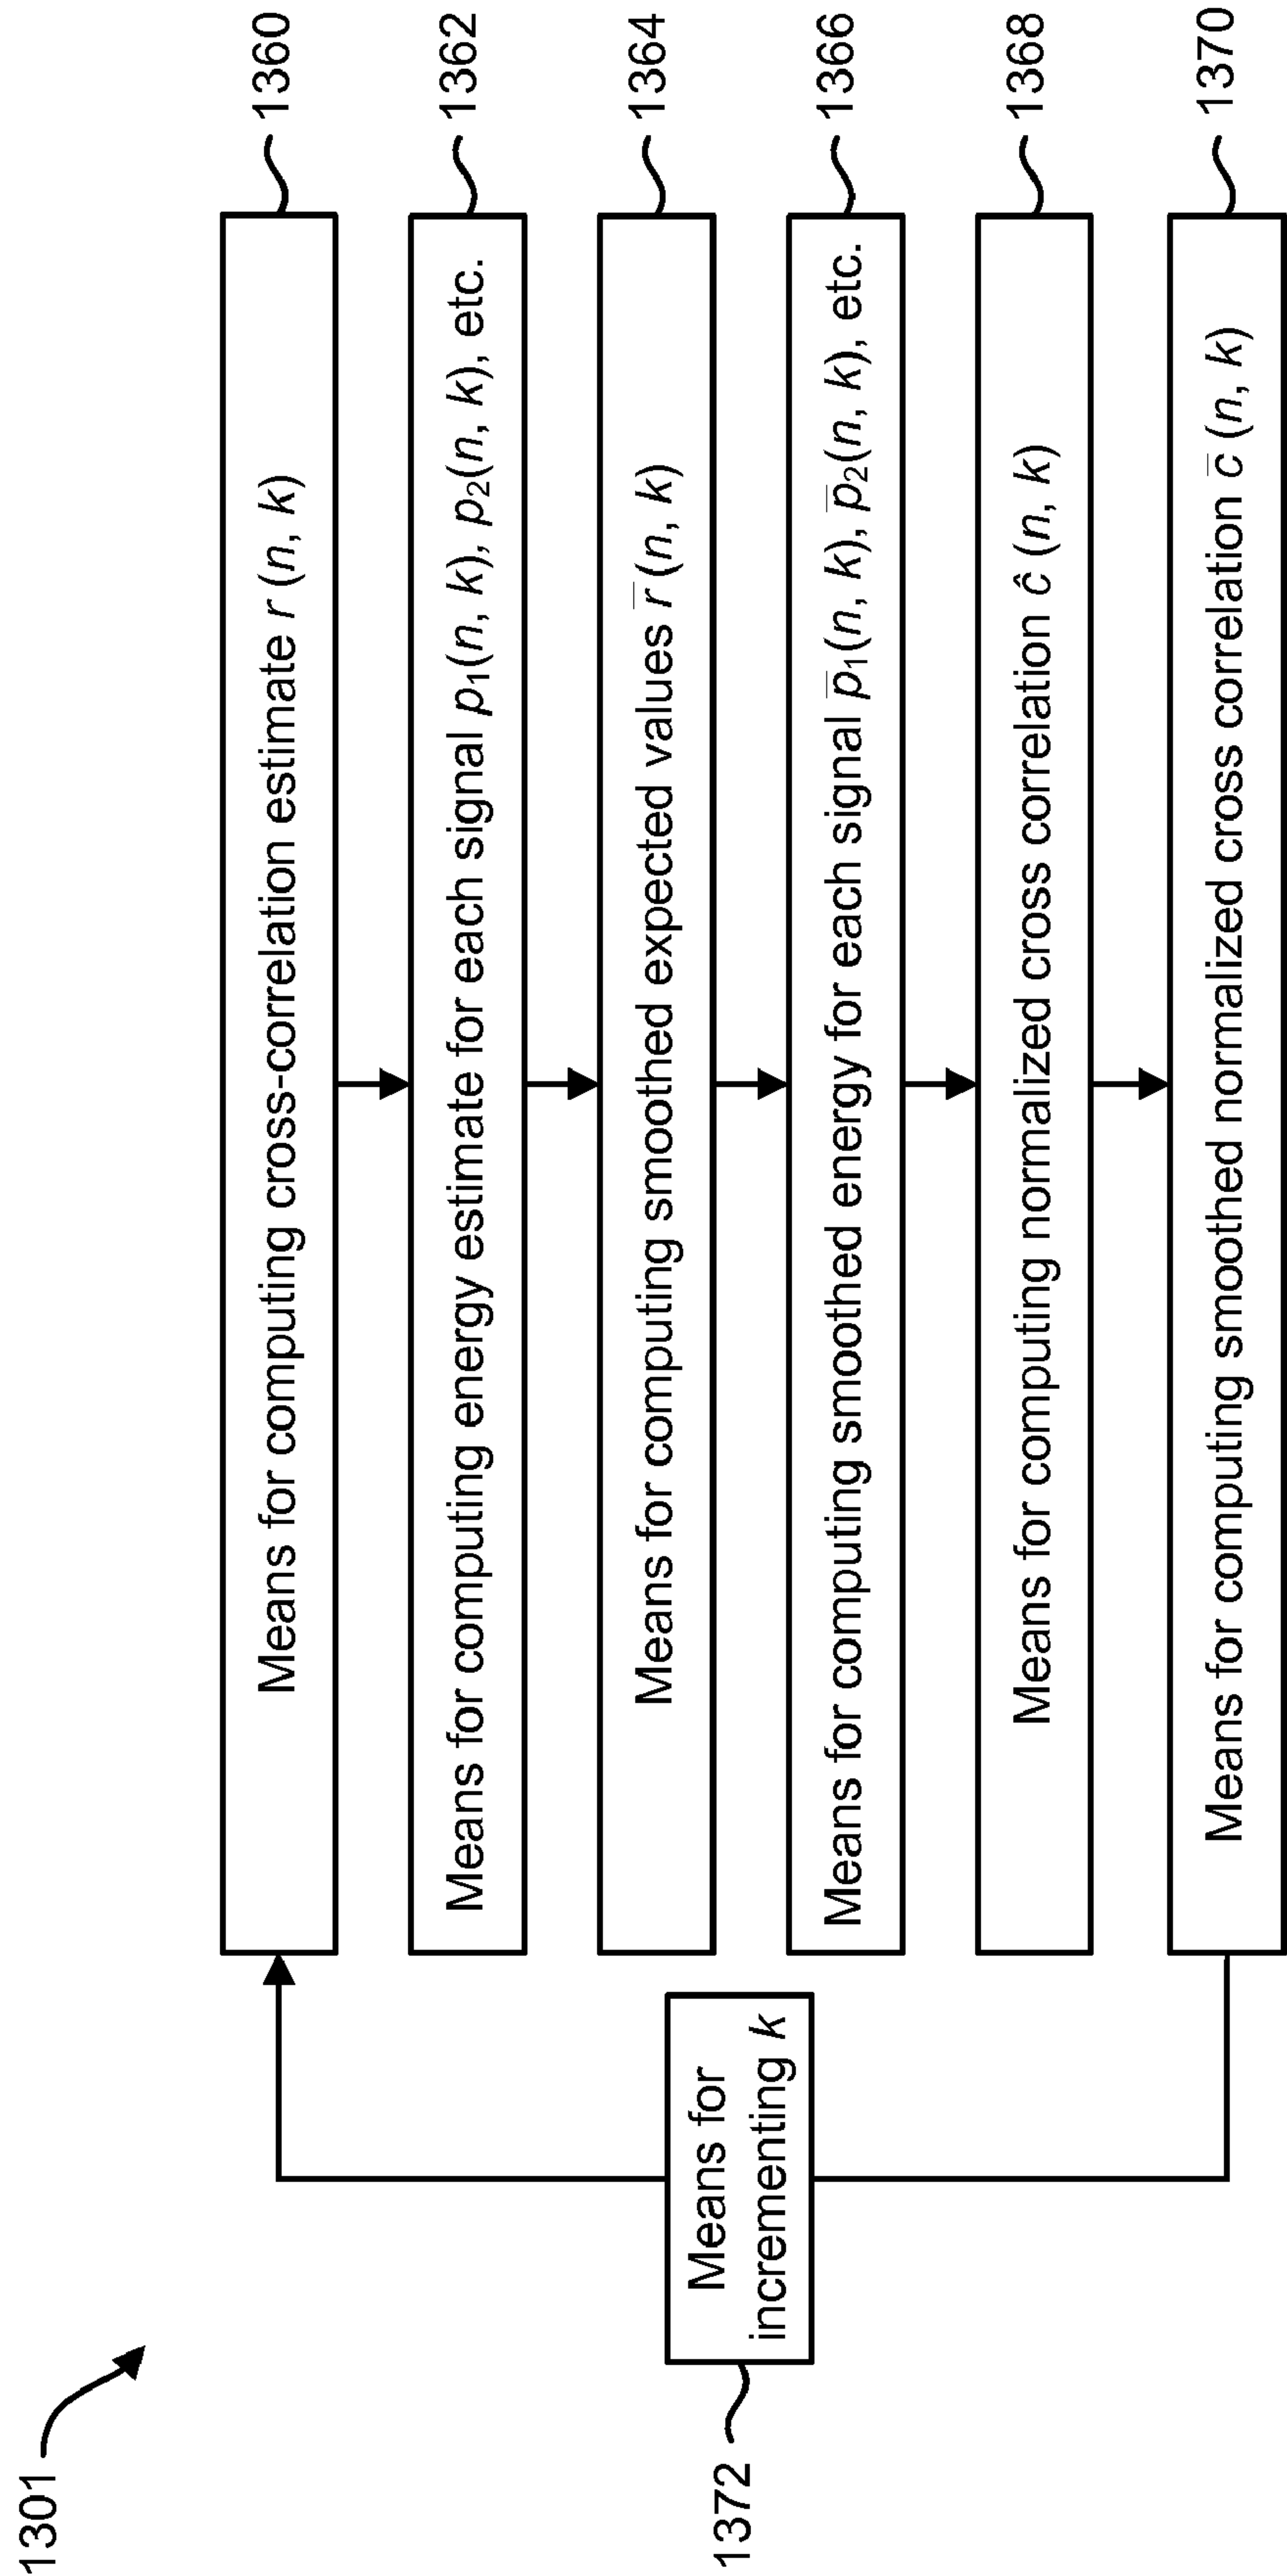 1301
Means for computing cross-correlation estimate r (n, k)
1360
Means for computing energy estimate for each signal p₁(n, k), p₂(n, k), etc.
1362
Means for computing smoothed expected values r̅ (n, k)
1364
Means for computing smoothed energy for each signal p̅₁(n, k), p̅₂(n, k), etc.
1366
Means for computing normalized cross correlation ĉ (n, k)
1368
Means for computing smoothed normalized cross correlation c̅ (n, k)
1370
Means for
incrementing k
1372